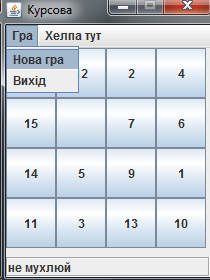 Курсова
Гра Хелпа тут
Нова гра
Вихід
2 2 4
15 7 6
14 5 9 1
11 3 13 10
не мухлюй